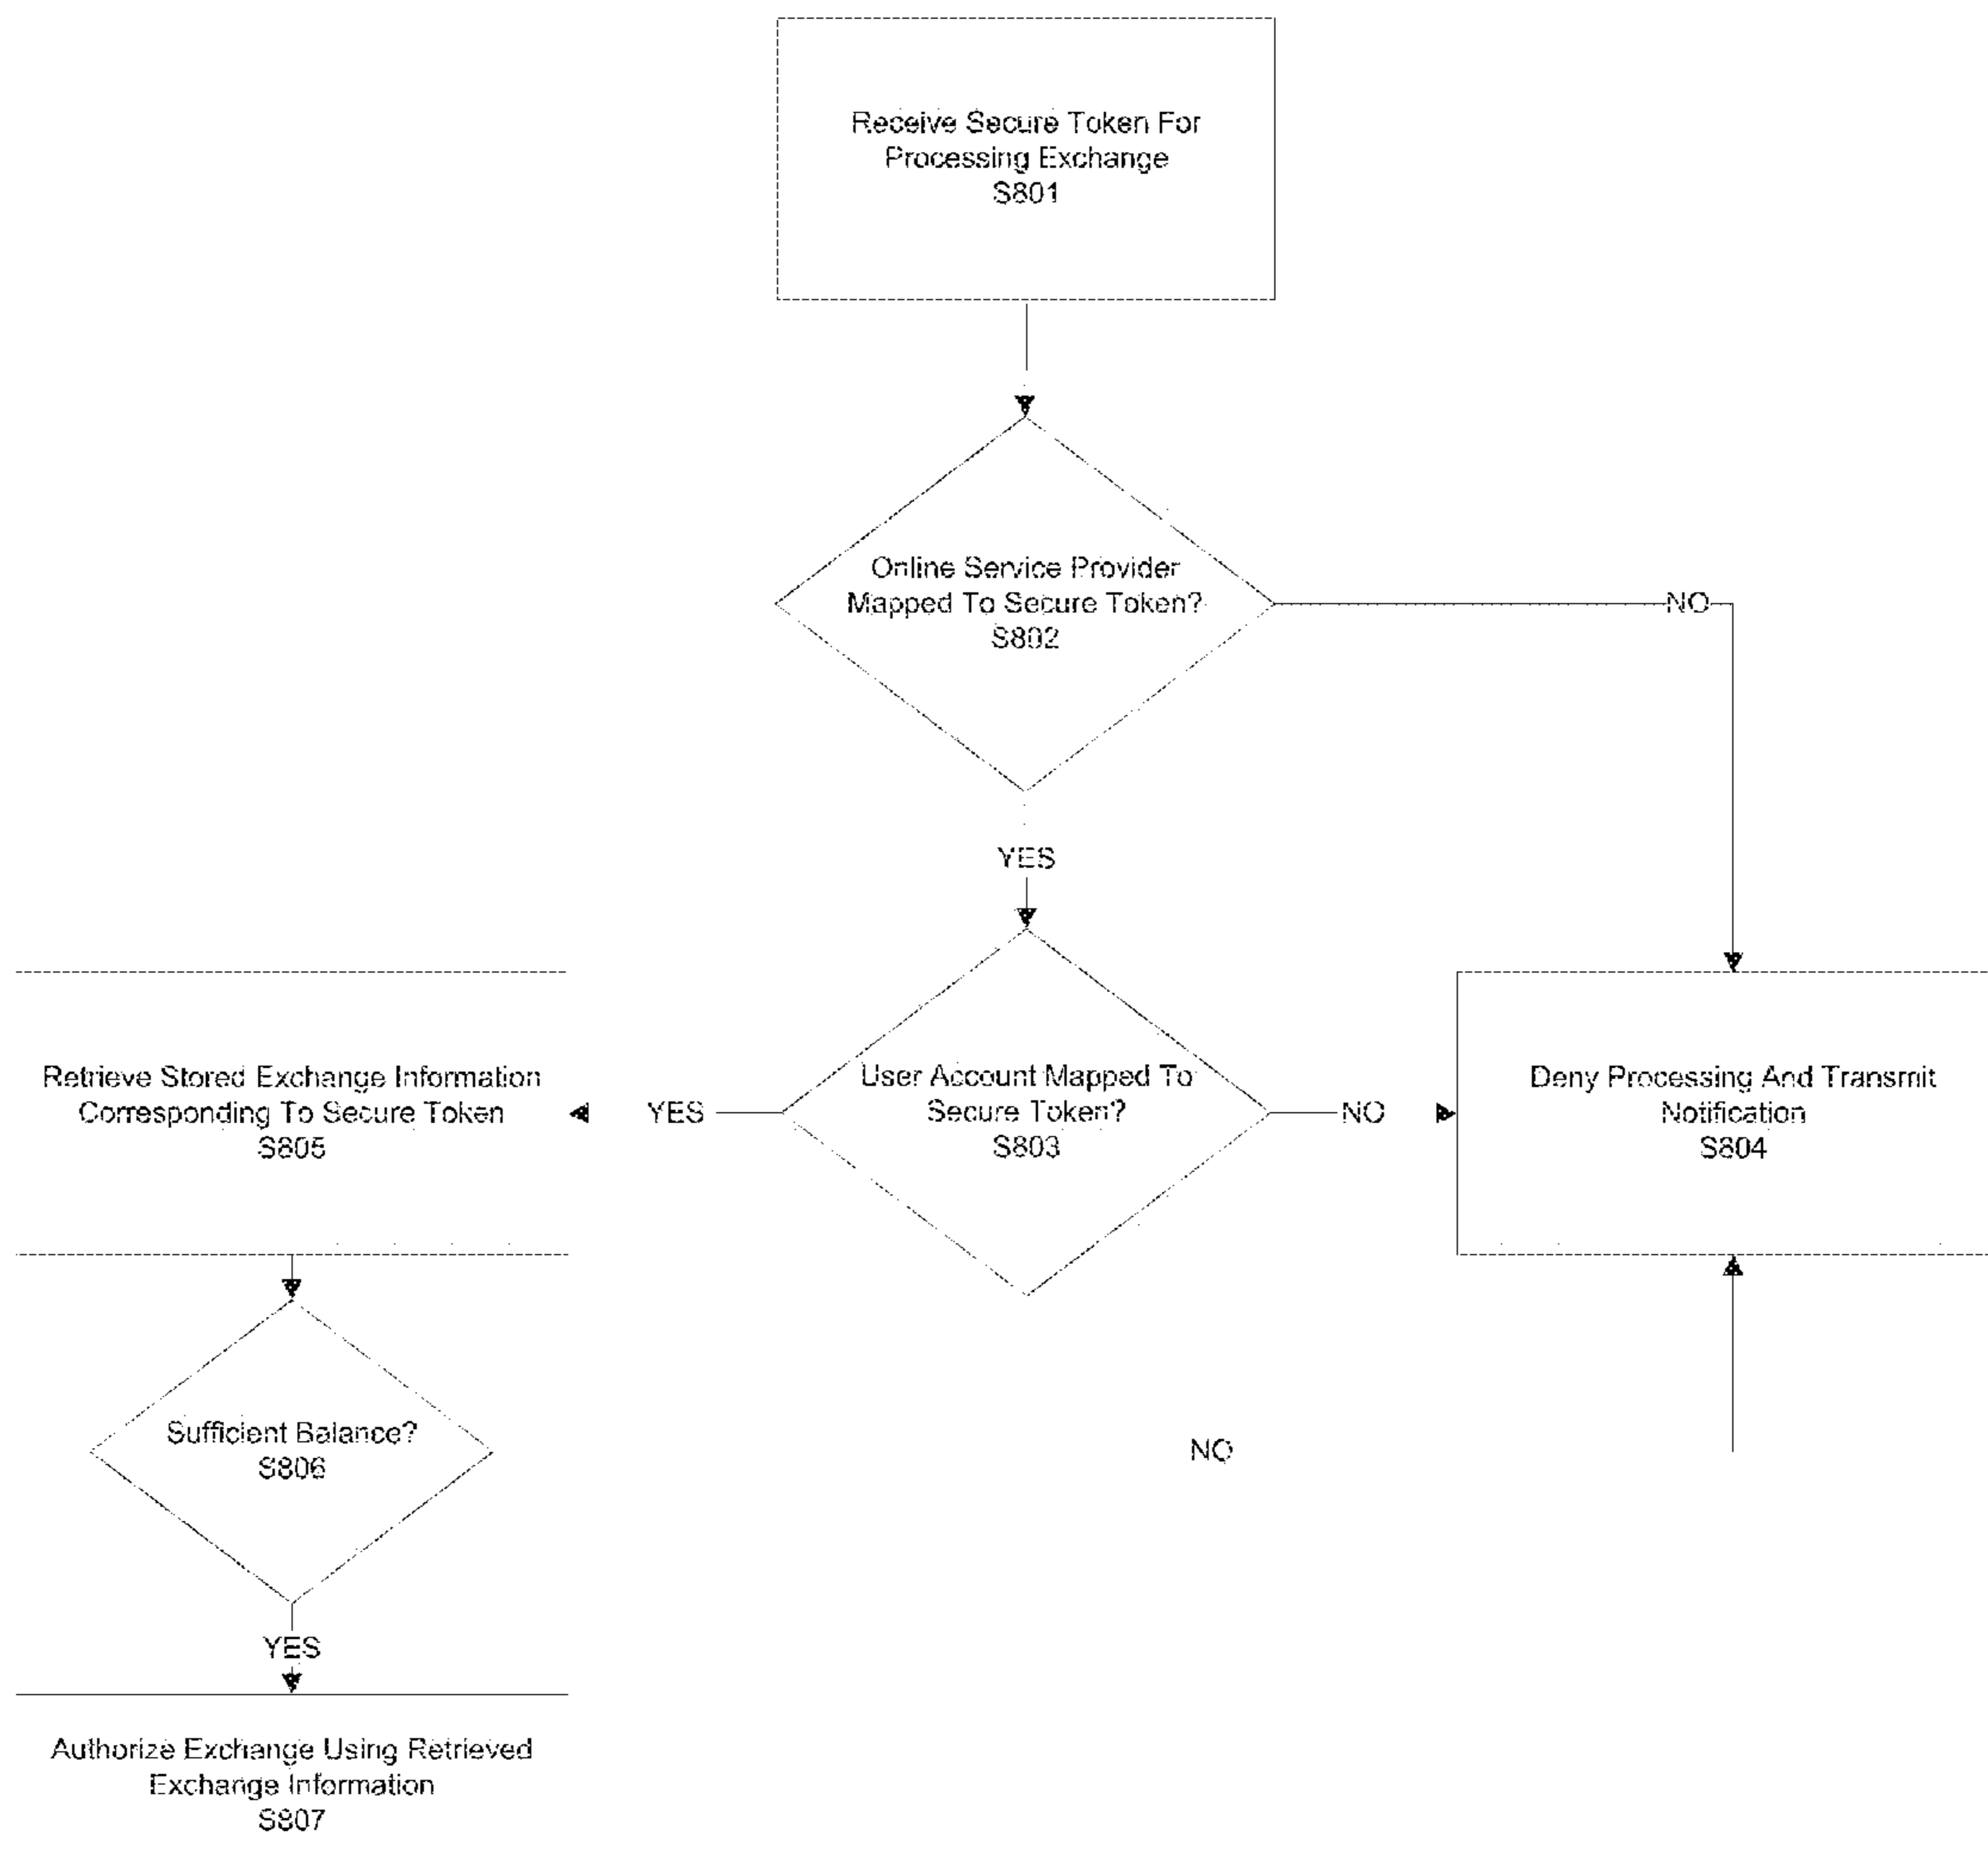 Receive Secure Token For
Processing Exchange
S801
Online Service Provider
Mapped To Secure Token?
S802
NO
YES
Retrieve Stored Exchange Information
Corresponding To Secure Token
S805
YES
User Account Mapped To
Secure Token?
S803
NO
Deny Processing And Transmit
Notification
S804
Sufficient Balance?
S806
NO
YES
Authorize Exchange Using Retrieved
Exchange Information
S807